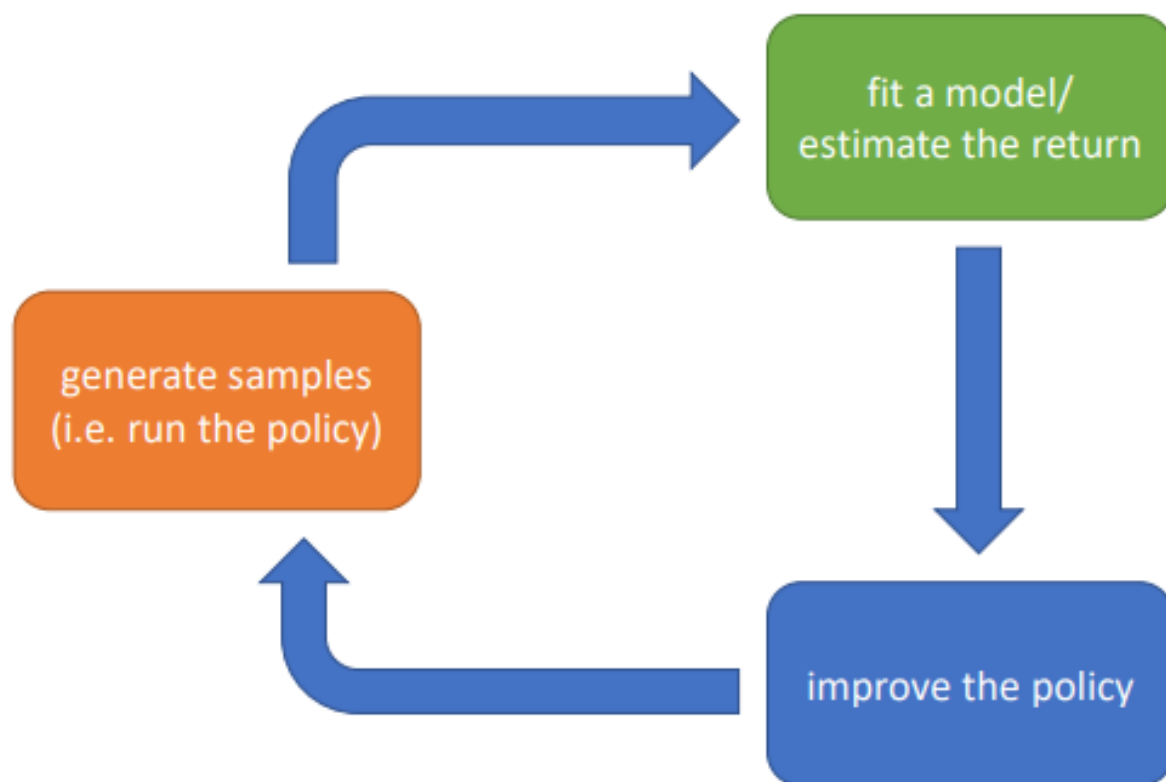 fit a model/
estimate the return
generate samples
(i.e. run the policy)
improve the policy